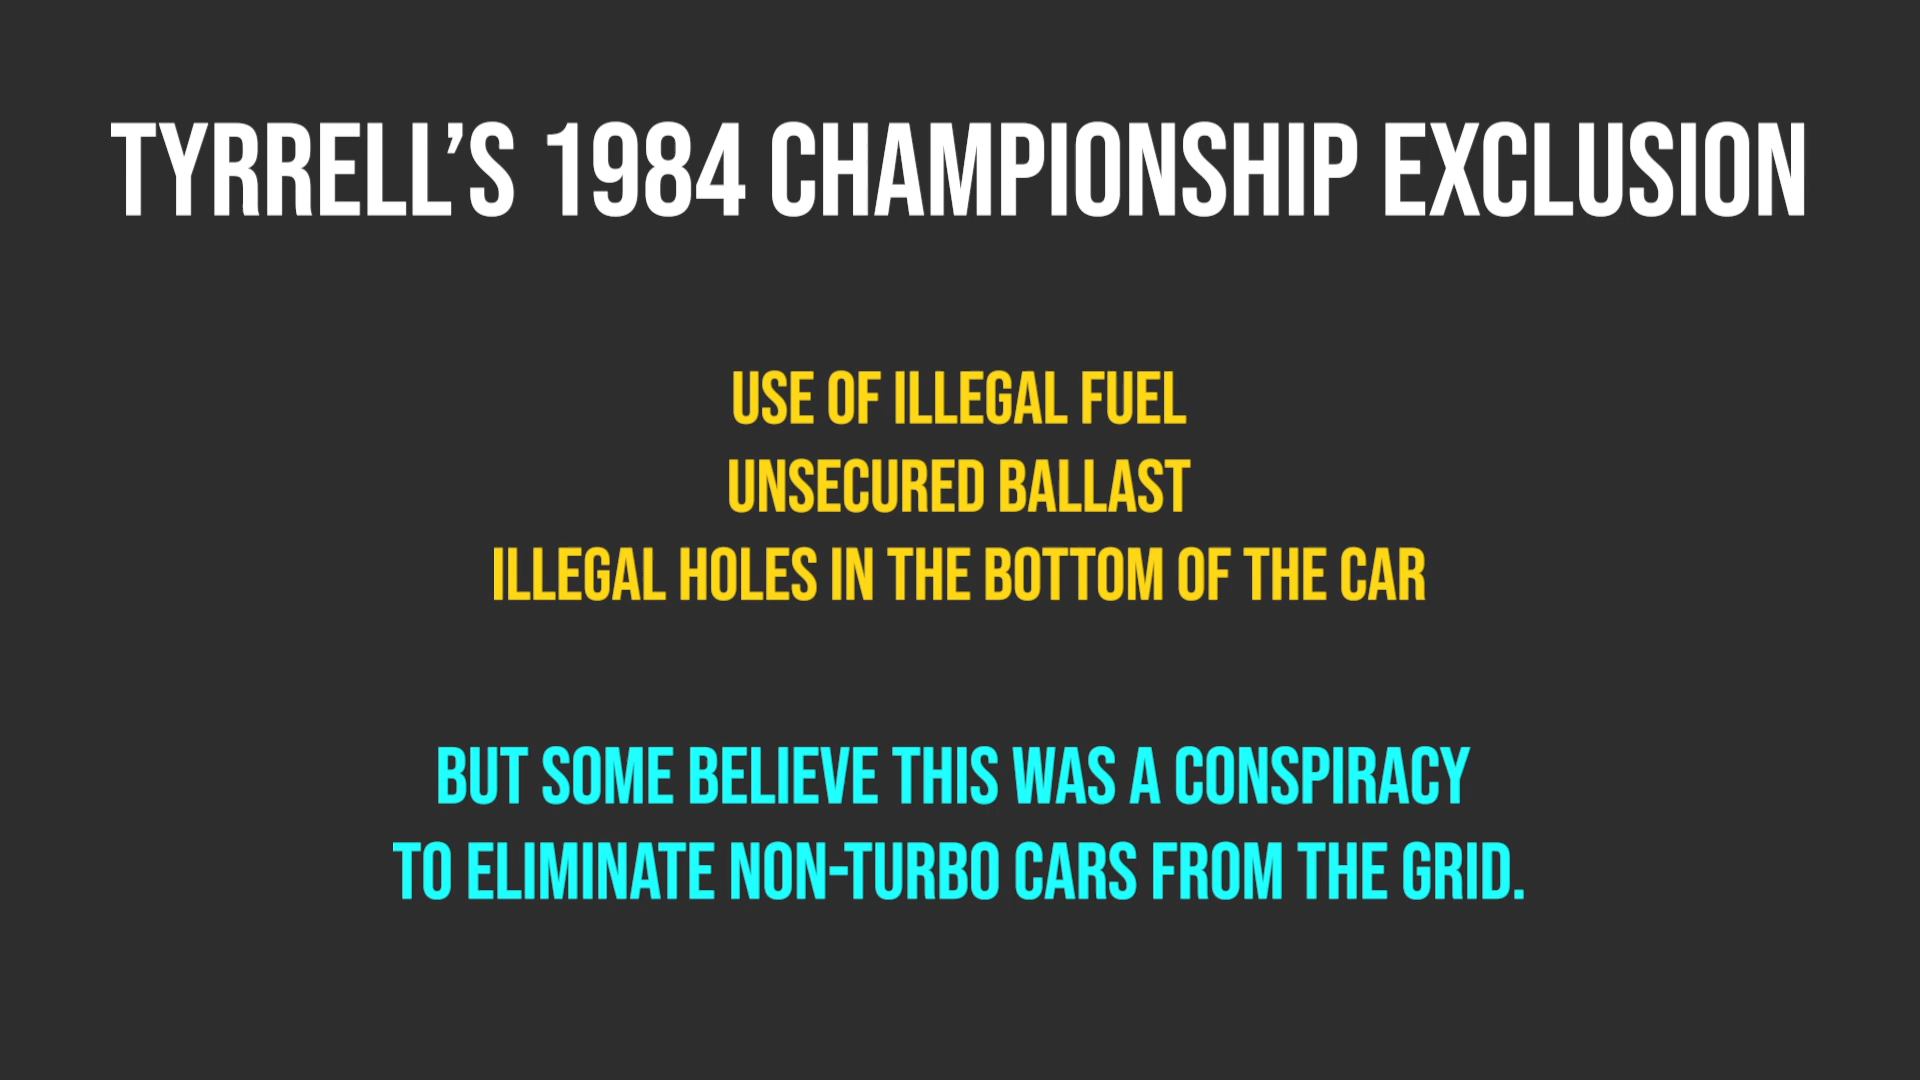 TYRRELL’S 1984 CHAMPIONSHIP EXCLUSION
USE OF ILLEGAL FUEL
UNSECURED BALLAST
ILLEGAL HOLES IN THE BOTTOM OF THE CAR
BUT SOME BELIEVE THIS WAS A CONSPIRACY
TO ELIMINATE NON-TURBO CARS FROM THE GRID.